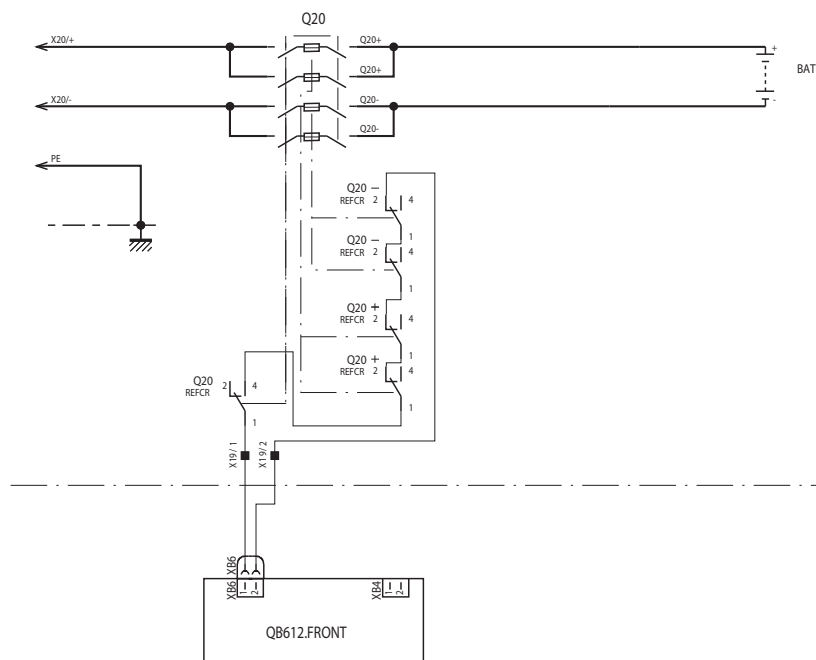 Q20
X20/+
Q20+
+
BAT
Q20+
X20/-
Q20-
-
Q20-
PE
Q20 –
REFCR 2 4
1
Q20 –
REFCR 2 4
1
Q20 +
REFCR 2 4
1
Q20 +
REFCR 2 4
1
Q20
REFCR 2 4
1
X19/ 1
X1 9/ 2
XB6
XB6
1
2
XB4
1
2
QB612.FRONT